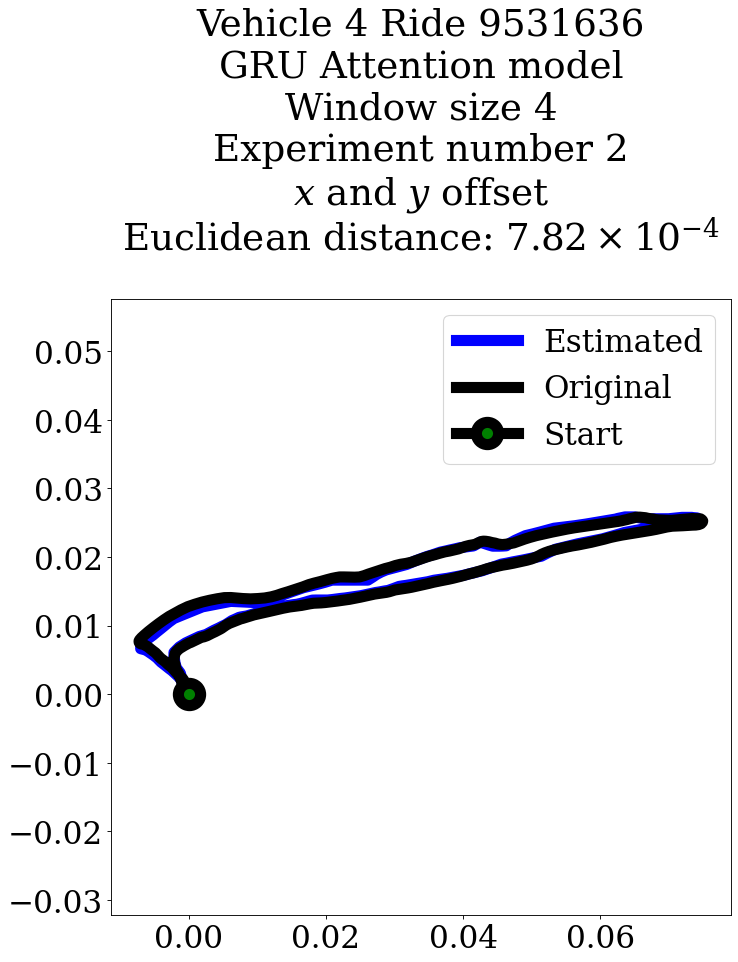 Vehicle 4 Ride 9531636
GRU Attention model
Window size 4
Experiment number 2
x and y offset
Euclidean distance: 7.82 × 10⁻⁴
Estimated
Original
Start
0.05
0.04
0.03
0.02
0.01
0.00
−0.01
−0.02
−0.03
0.00 0.02 0.04 0.06